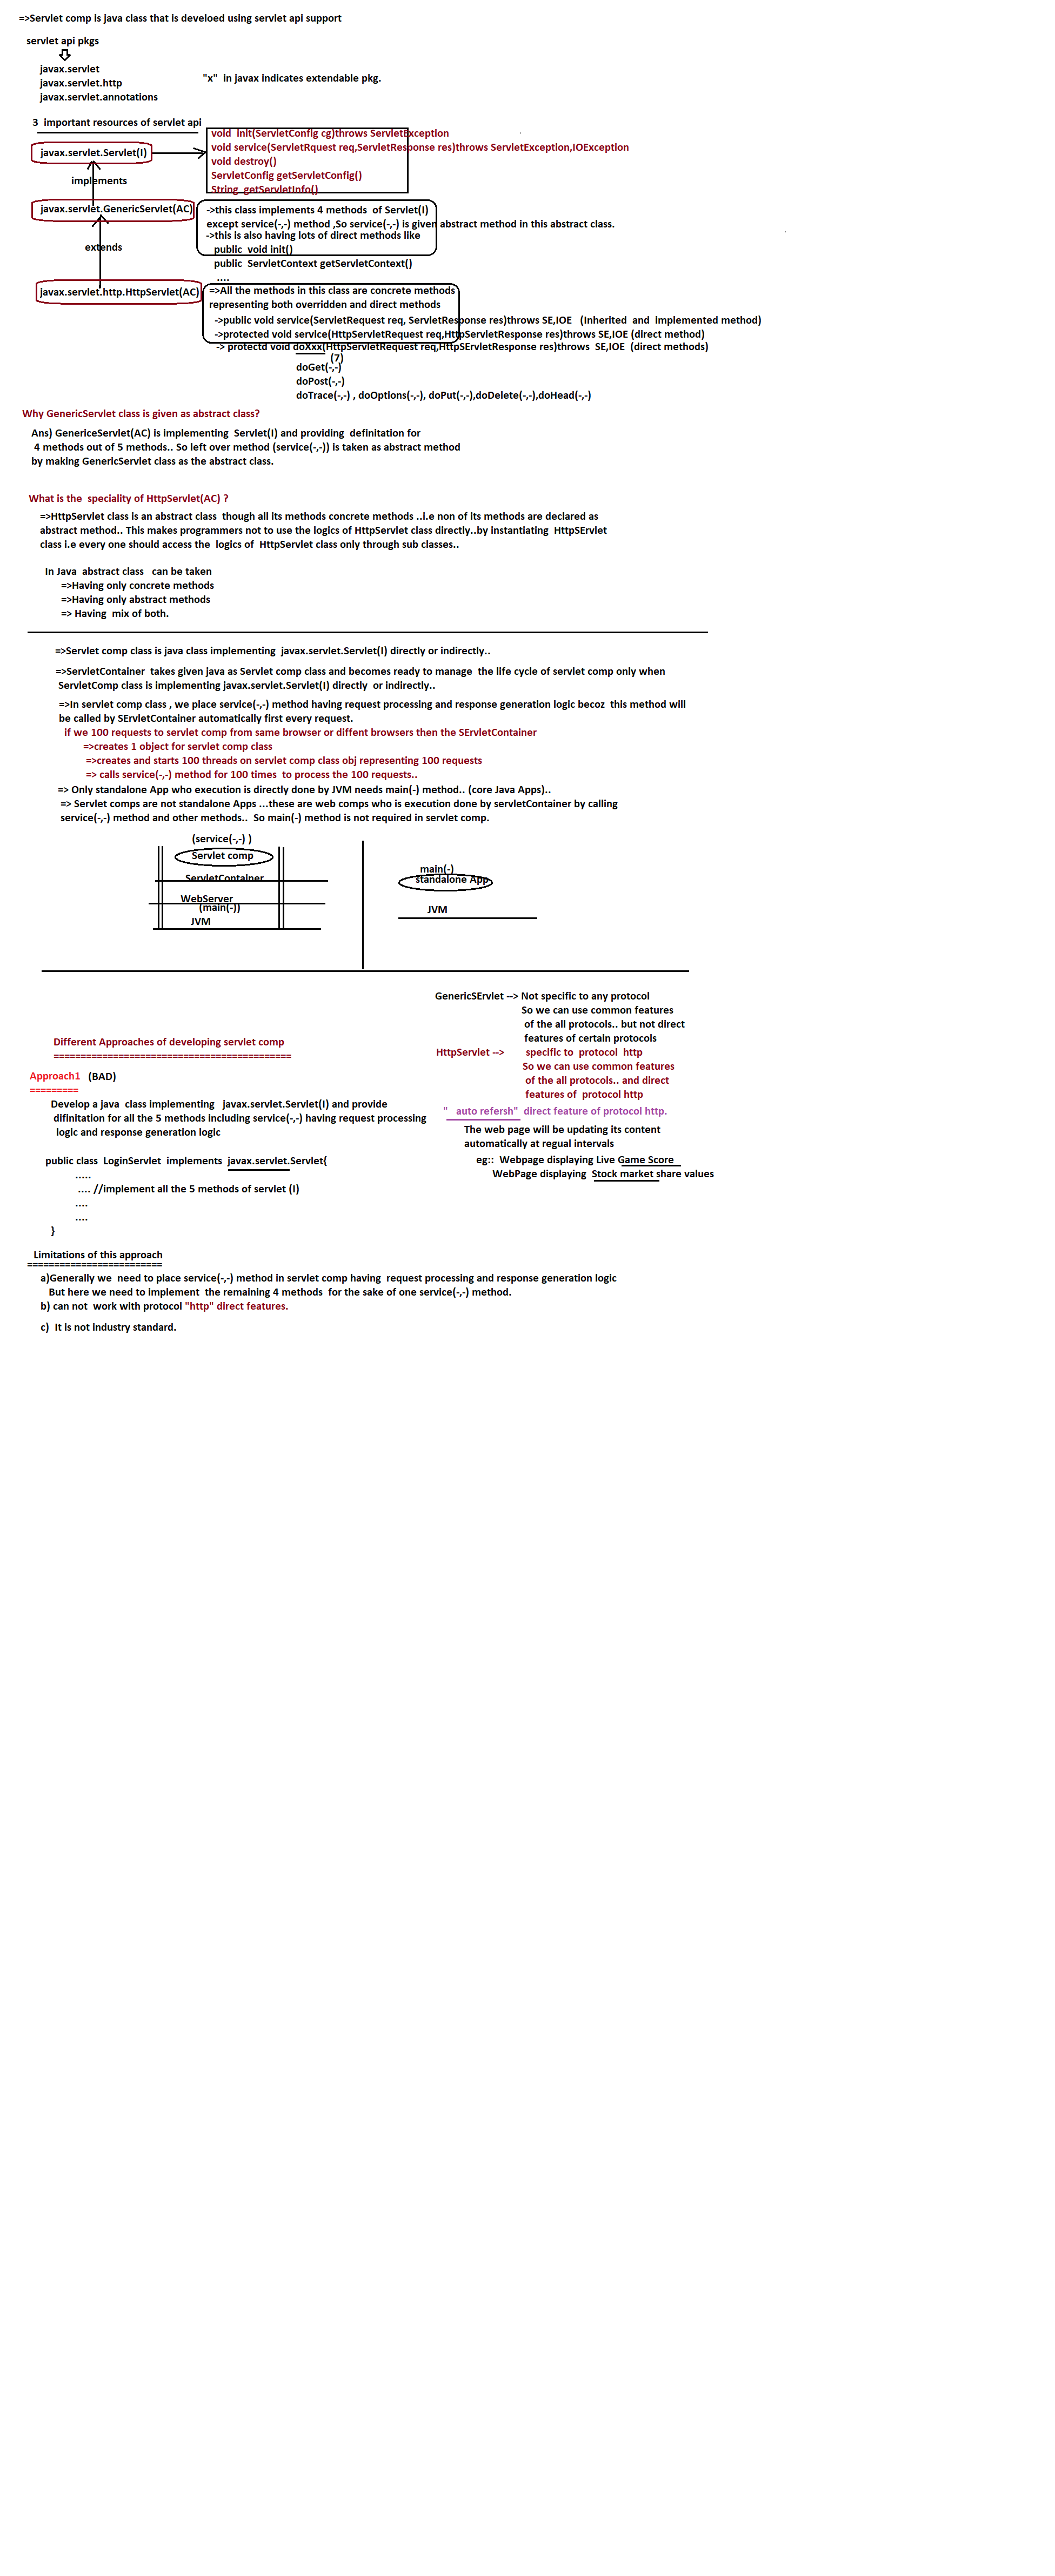 =>Servlet comp is java class that is develoed using servlet api support
servlet api pkgs
javax.servlet
javax.servlet.http
javax.servlet.annotations
"x"  in javax indicates extendable pkg.
3  important resources of servlet api
javax.servlet.Servlet(I)
void  init(ServletConfig cg)throws ServletException
void service(ServletRquest req,ServletResponse res)throws ServletException,IOException
void destroy()
ServletConfig getServletConfig()
String  getServletInfo()
implements
javax.servlet.GenericServlet(AC)
->this class implements 4 methods  of Servlet(I)
except service(-,-) method ,So service(-,-) is given abstract method in this abstract class.
->this is also having lots of direct methods like
public  void init()
public  ServletContext getServletContext()
....
extends
javax.servlet.http.HttpServlet(AC)
=>All the methods in this class are concrete methods
representing both overridden and direct methods
->public void service(ServletRequest req, ServletResponse res)throws SE,IOE   (Inherited  and  implemented method)
->protected void service(HttpServletRequest req,HttpServletResponse res)throws SE,IOE (direct method)
-> protectd void doXxx(HttpServletRequest req,HttpSErvletResponse res)throws  SE,IOE  (direct methods)
(7)
doGet(-,-)
doPost(-,-)
doTrace(-,-) , doOptions(-,-), doPut(-,-),doDelete(-,-),doHead(-,-)
Why GenericServlet class is given as abstract class?
Ans) GenericeServlet(AC) is implementing  Servlet(I) and providing  definitation for
4 methods out of 5 methods.. So left over method (service(-,-)) is taken as abstract method
by making GenericServlet class as the abstract class.
What is the  speciality of HttpServlet(AC) ?
=>HttpServlet class is an abstract class  though all its methods concrete methods ..i.e non of its methods are declared as
abstract method.. This makes programmers not to use the logics of HttpServlet class directly..by instantiating  HttpSErvlet
class i.e every one should access the  logics of  HttpServlet class only through sub classes..
In Java  abstract class   can be taken
=>Having only concrete methods
=>Having only abstract methods
=> Having  mix of both.
=>Servlet comp class is java class implementing  javax.servlet.Servlet(I) directly or indirectly..
=>ServletContainer  takes given java as Servlet comp class and becomes ready to manage  the life cycle of servlet comp only when
ServletComp class is implementing javax.servlet.Servlet(I) directly  or indirectly..
=>In servlet comp class , we place service(-,-) method having request processing and response generation logic becoz  this method will
be called by SErvletContainer automatically first every request.
if we 100 requests to servlet comp from same browser or diffent browsers then the SErvletContainer
=>creates 1 object for servlet comp class
=>creates and starts 100 threads on servlet comp class obj representing 100 requests
=> calls service(-,-) method for 100 times  to process the 100 requests..
=> Only standalone App who execution is directly done by JVM needs main(-) method.. (core Java Apps)..
=> Servlet comps are not standalone Apps ...these are web comps who is execution done by servletContainer by calling
service(-,-) method and other methods..  So main(-) method is not required in servlet comp.
(service(-,-) )
Servlet comp
ServletContainer
WebServer
(main(-))
JVM
main(-)
standalone App
JVM
GenericSErvlet --> Not specific to any protocol
So we can use common features
of the all protocols.. but not direct
features of certain protocols
HttpServlet -->        specific to  protocol  http
So we can use common features
of the all protocols.. and direct
features of  protocol http
"   auto refersh"  direct feature of protocol http.
The web page will be updating its content
automatically at regual intervals
eg::  Webpage displaying Live Game Score
WebPage displaying  Stock market share values
Different Approaches of developing servlet comp
============================================
Approach1   (BAD)
=========
Develop a java  class implementing   javax.servlet.Servlet(I) and provide
difinitation for all the 5 methods including service(-,-) having request processing
logic and response generation logic
public class  LoginServlet  implements  javax.servlet.Servlet{
.....
.... //implement all the 5 methods of servlet (I)
....
....
}
Limitations of this approach
=========================
a)Generally we  need to place service(-,-) method in servlet comp having  request processing and response generation logic
But here we need to implement  the remaining 4 methods  for the sake of one service(-,-) method.
b) can not  work with protocol "http" direct features.
c)  It is not industry standard.